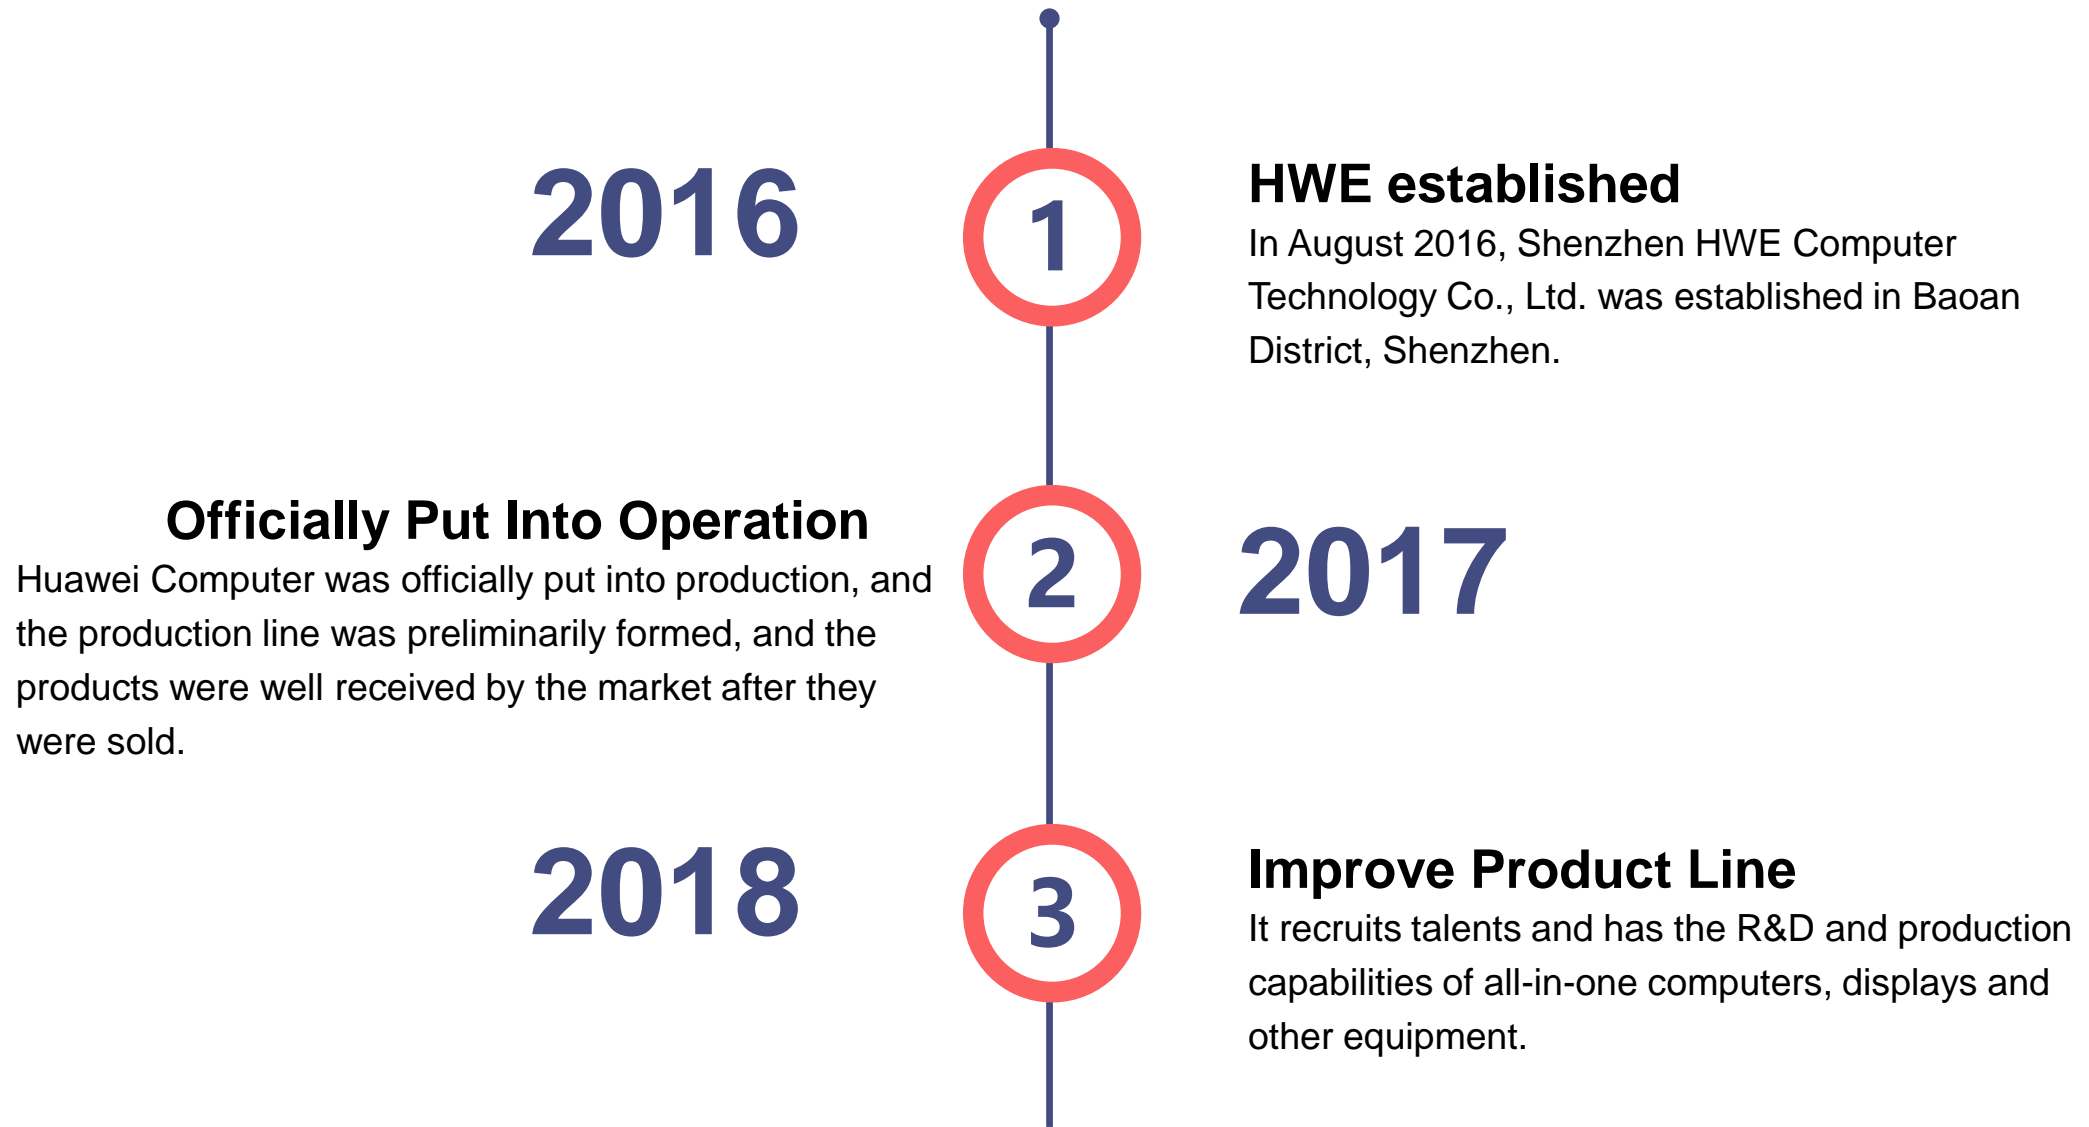 2016
1
HWE established
In August 2016, Shenzhen HWE Computer
Technology Co., Ltd. was established in Baoan
District, Shenzhen.
Officially Put Into Operation
Huawei Computer was officially put into production, and
the production line was preliminarily formed, and the
products were well received by the market after they
were sold.
2
2017
2018
3
Improve Product Line
It recruits talents and has the R&D and production
capabilities of all-in-one computers, displays and
other equipment.